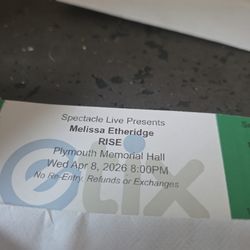 Spectacle Live Presents
Melissa Etheridge
RISE
Plymouth Memorial Hall
Wed Apr 8, 2026 8:00PM
No Re-Entry, Refunds or Exchanges
etix